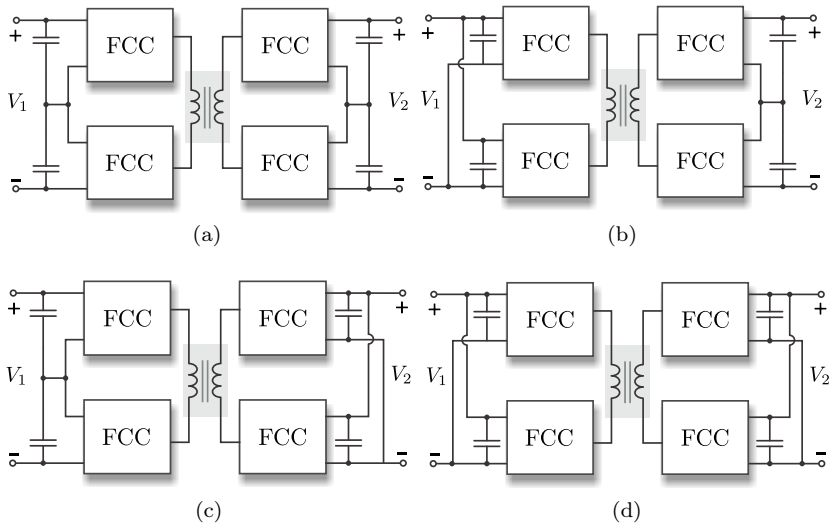 FCC FCC FCC FCC
+ + V1 V2 - -
(a)
FCC FCC FCC FCC
+ + V1 V2 - -
(b)
FCC FCC FCC FCC
+ + V1 V2 - -
(c)
FCC FCC FCC FCC
+ + V1 V2 - -
(d)